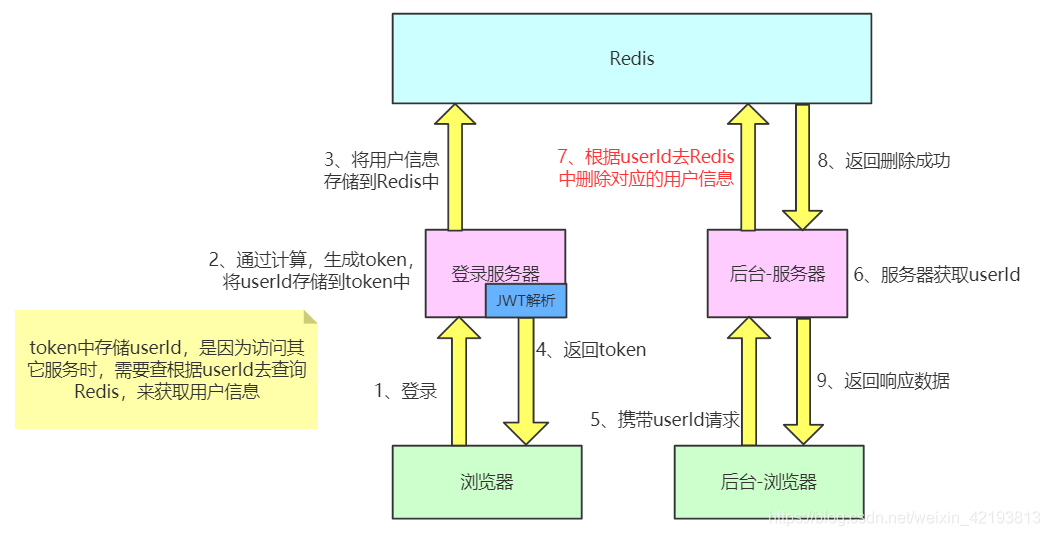 Redis
3、将用户信息
存储到Redis中
7、根据userId去Redis
中删除对应的用户信息
8、返回删除成功
2、通过计算，生成token，
将userId存储到token中
登录服务器
JWT解析
后台-服务器
6、服务器获取userId
token中存储userId，是因为访问其
它服务时，需要查根据userId去查询
Redis，来获取用户信息
1、登录
4、返回token
5、携带userId请求
9、返回响应数据
浏览器
后台-浏览器
https://blog.csdn.net/weixin_42193813